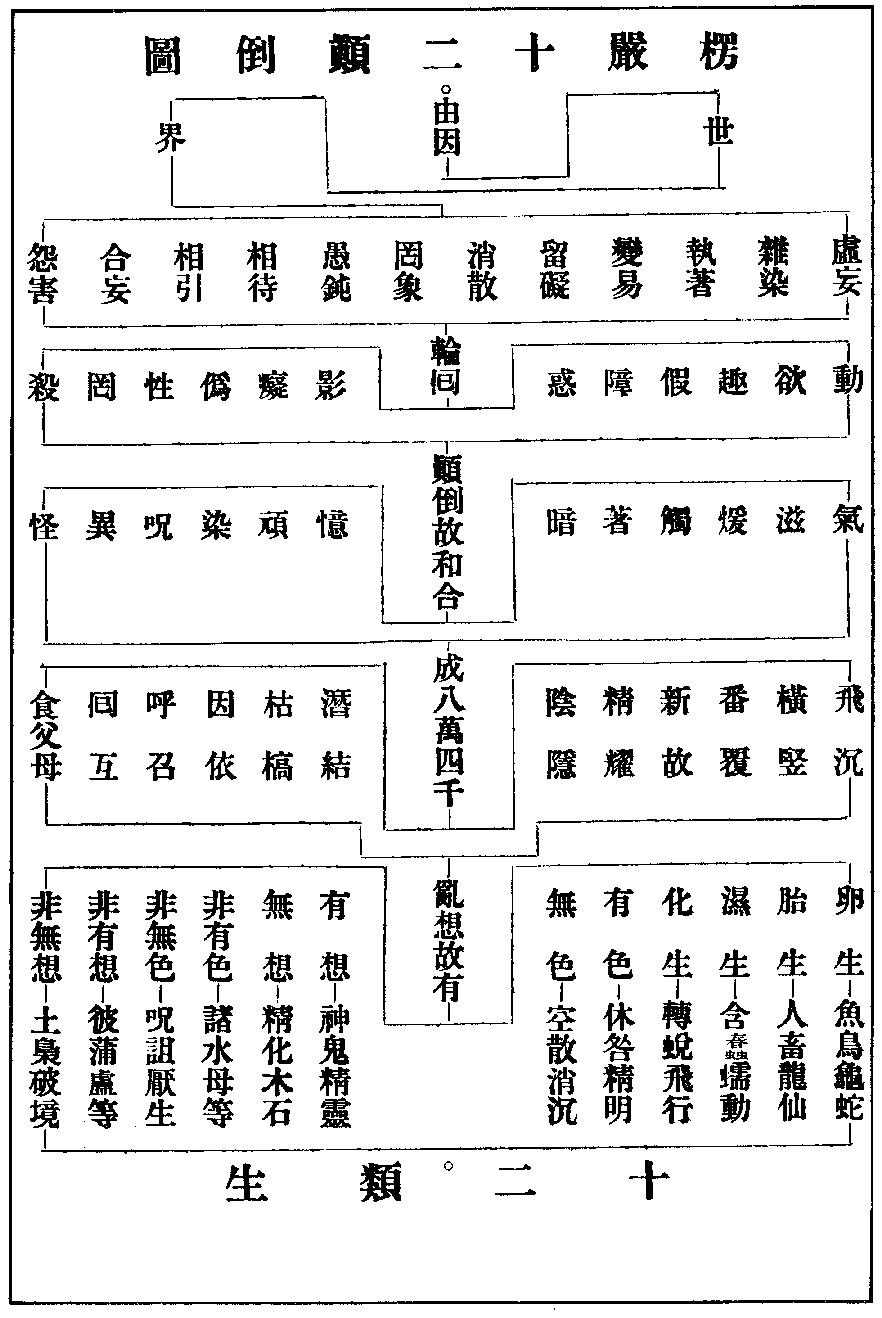 楞嚴十二顚倒圖
世
由因
界
虛妄
雜染
執著
變易
留礙
消散
罔象
愚鈍
相待
相引
合妄
怨害
輪囘
動
欲
趣
假
障
惑
影
癡
僞
性
罔
殺
顚倒故和合
氣
滋
煖
觸
著
暗
憶
頑
染
呪
異
怪
成八萬四千
飛沉
橫竪
番覆
新故
精耀
陰隱
潛結
枯槁
因依
呼召
囘互
食父母
亂想故有
卵生 魚鳥龜蛇
胎生 人畜龍仙
濕生 含蠢蠕動
化生 轉蛻飛行
有色 休咎精明
無色 空散消沉
有想 神鬼精靈
無想 精化木石
非有色 諸水母等
非無色 呪詛厭生
非有想 彼蒲盧等
非無想 土梟破境
十二類生